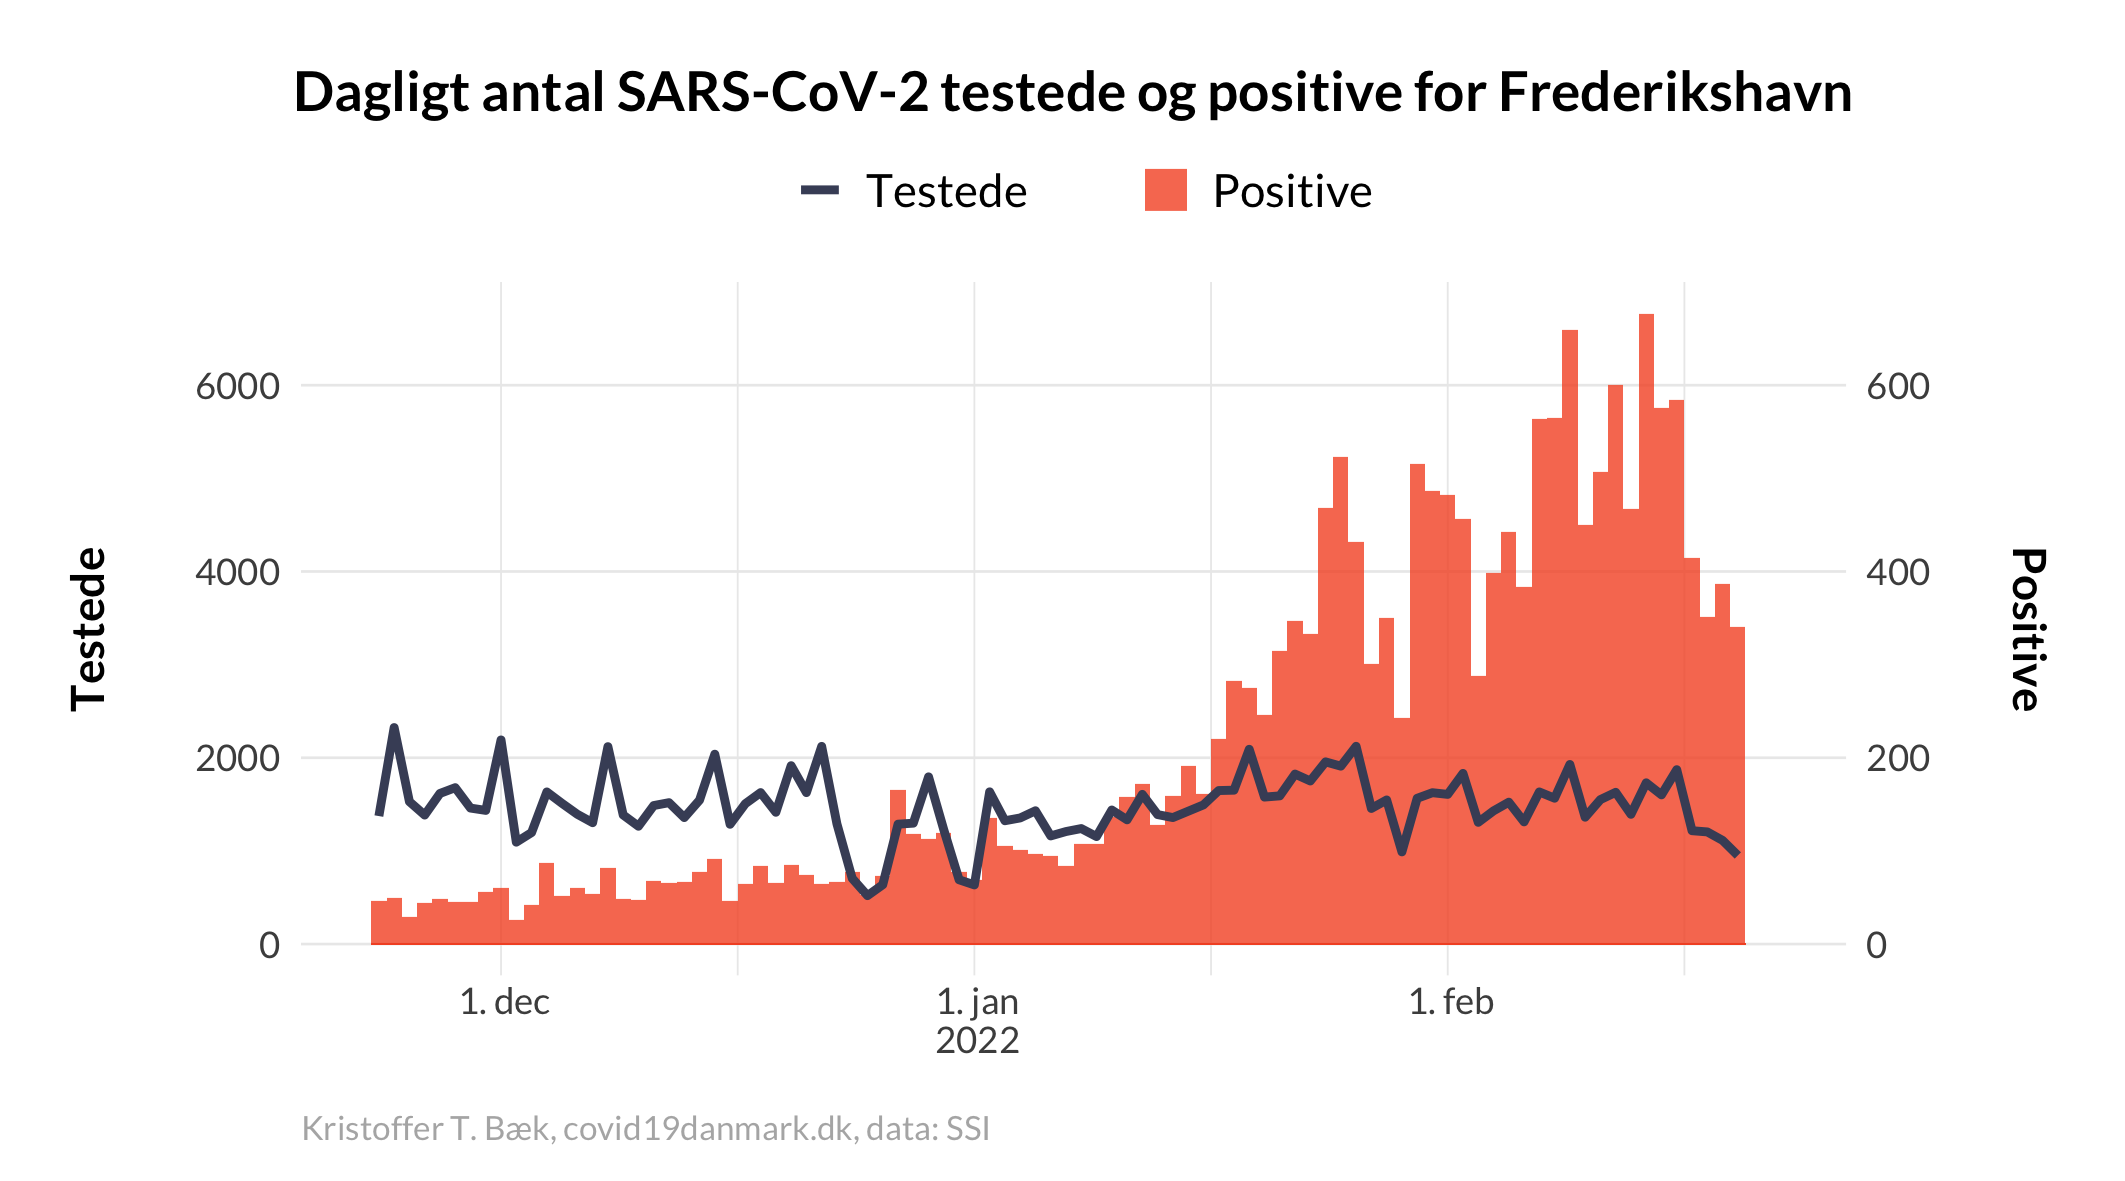 Dagligt antal SARS-CoV-2 testede og positive for Frederikshavn
Testede
Positive
6000
4000
2000
0
Testede
600
400
200
0
Positive
1. dec
1. jan
2022
1. feb
Kristoffer T. Bæk, covid19danmark.dk, data: SSI